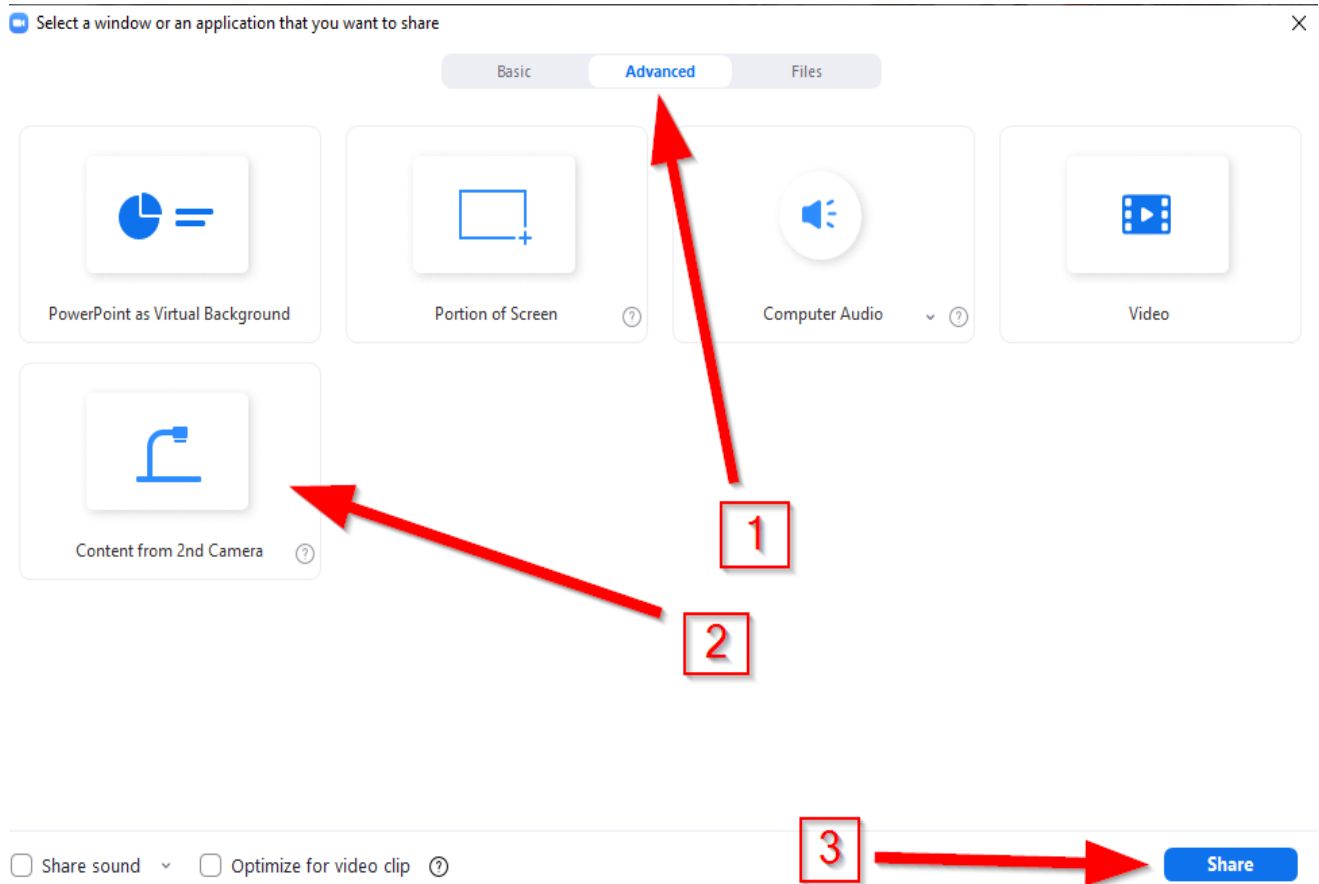 Select a window or an application that you want to share
Basic Advanced Files
PowerPoint as Virtual Background
Portion of Screen ?
Computer Audio ?
Video
Content from 2nd Camera ?
1
2
3
Share sound Optimize for video clip ? Share